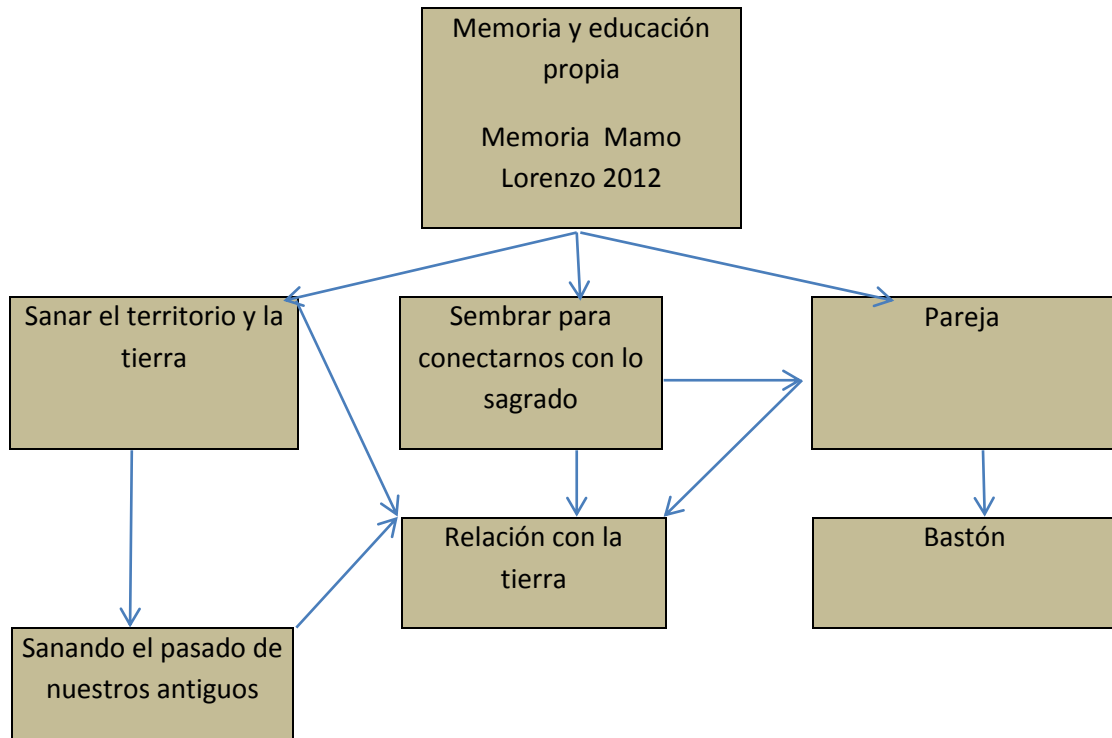 Memoria y educación
propia
Memoria Mamo
Lorenzo 2012
Sanar el territorio y la
tierra
Sembrar para
conectarnos con lo
sagrado
Pareja
Relación con la
tierra
Bastón
Sanando el pasado de
nuestros antiguos